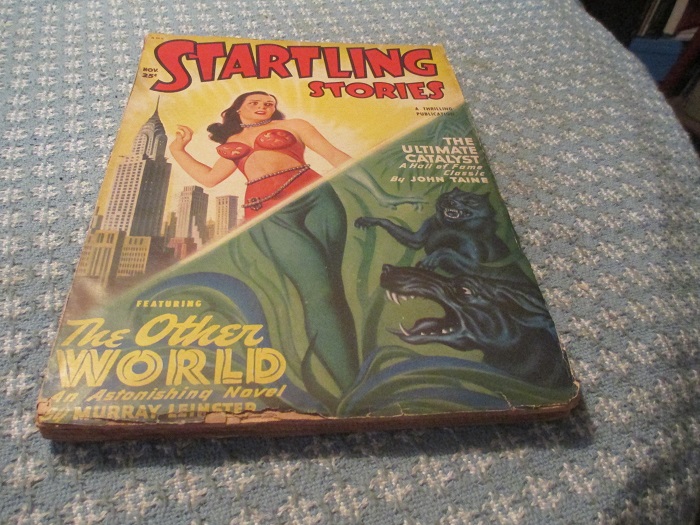 NOV.
25¢
STARTLING
STORIES
A THRILLING
PUBLICATION
THE
ULTIMATE
CATALYST
A Hall of Fame
Classic
By JOHN TAINE
FEATURING
The Other
WORLD
An Astonishing Novel
By MURRAY LEINSTER